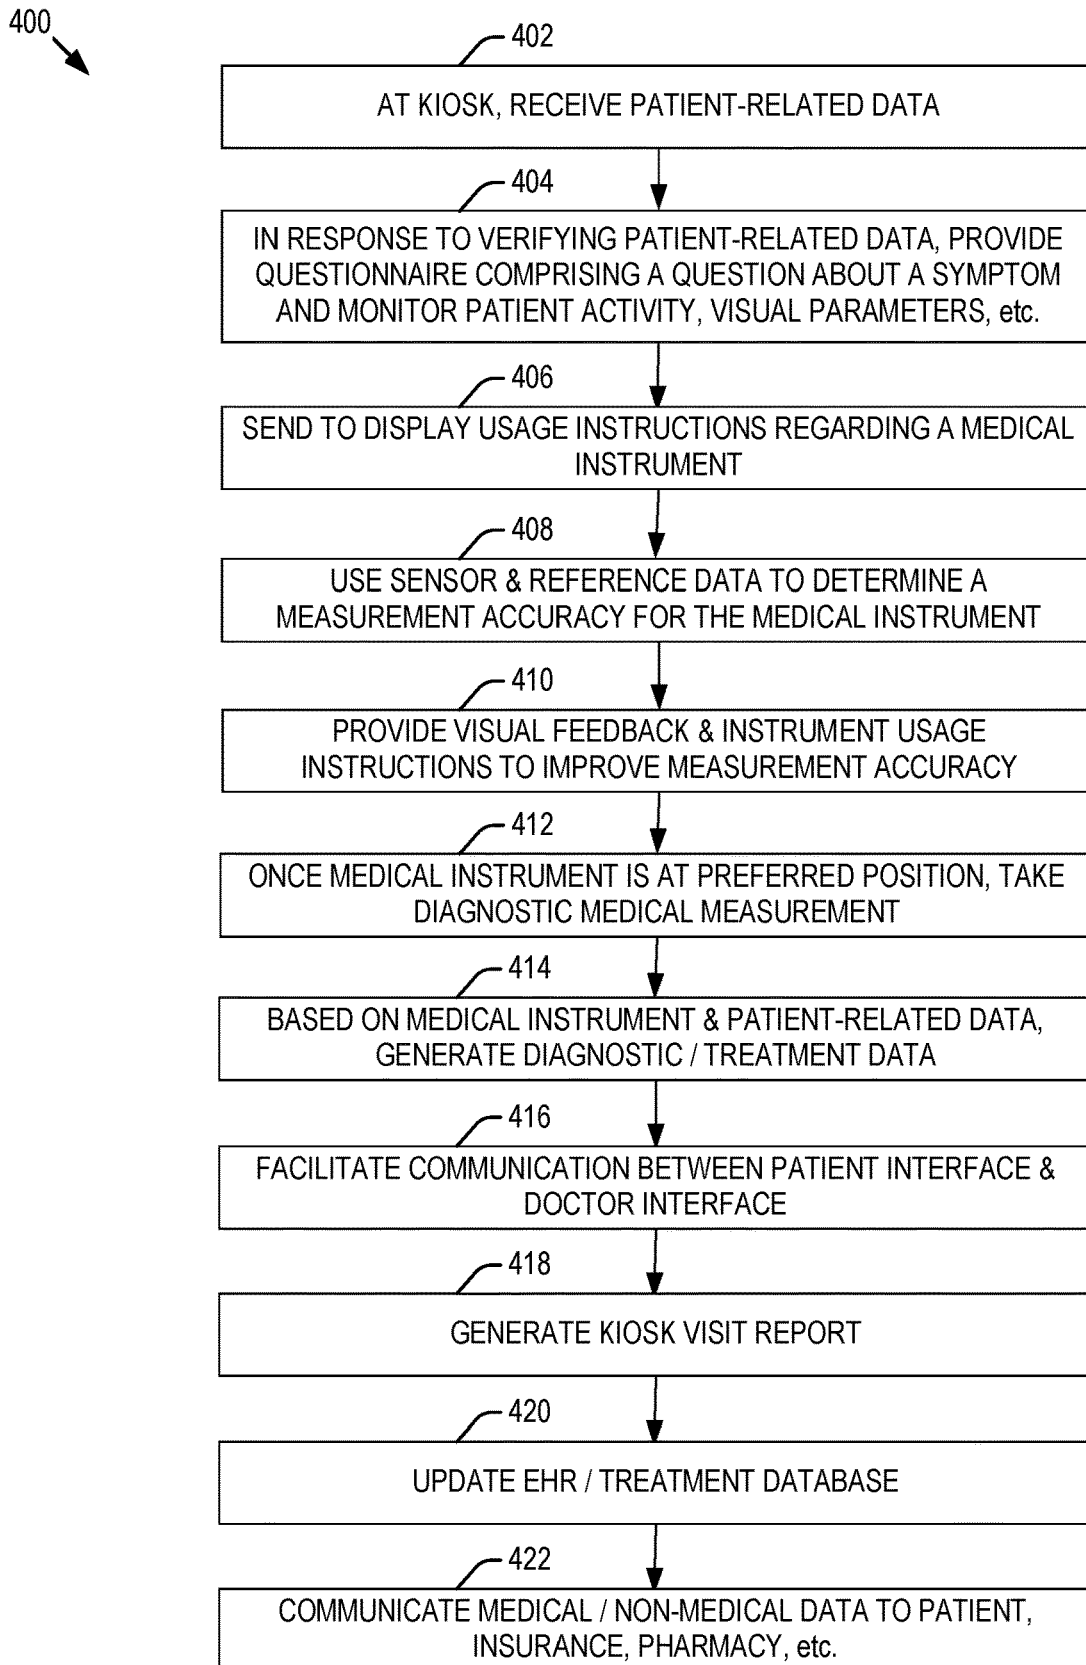 400
402
AT KIOSK, RECEIVE PATIENT-RELATED DATA
404
IN RESPONSE TO VERIFYING PATIENT-RELATED DATA, PROVIDE
QUESTIONNAIRE COMPRISING A QUESTION ABOUT A SYMPTOM
AND MONITOR PATIENT ACTIVITY, VISUAL PARAMETERS, etc.
406
SEND TO DISPLAY USAGE INSTRUCTIONS REGARDING A MEDICAL
INSTRUMENT
408
USE SENSOR & REFERENCE DATA TO DETERMINE A
MEASUREMENT ACCURACY FOR THE MEDICAL INSTRUMENT
410
PROVIDE VISUAL FEEDBACK & INSTRUMENT USAGE
INSTRUCTIONS TO IMPROVE MEASUREMENT ACCURACY
412
ONCE MEDICAL INSTRUMENT IS AT PREFERRED POSITION, TAKE
DIAGNOSTIC MEDICAL MEASUREMENT
414
BASED ON MEDICAL INSTRUMENT & PATIENT-RELATED DATA,
GENERATE DIAGNOSTIC / TREATMENT DATA
416
FACILITATE COMMUNICATION BETWEEN PATIENT INTERFACE &
DOCTOR INTERFACE
418
GENERATE KIOSK VISIT REPORT
420
UPDATE EHR / TREATMENT DATABASE
422
COMMUNICATE MEDICAL / NON-MEDICAL DATA TO PATIENT,
INSURANCE, PHARMACY, etc.